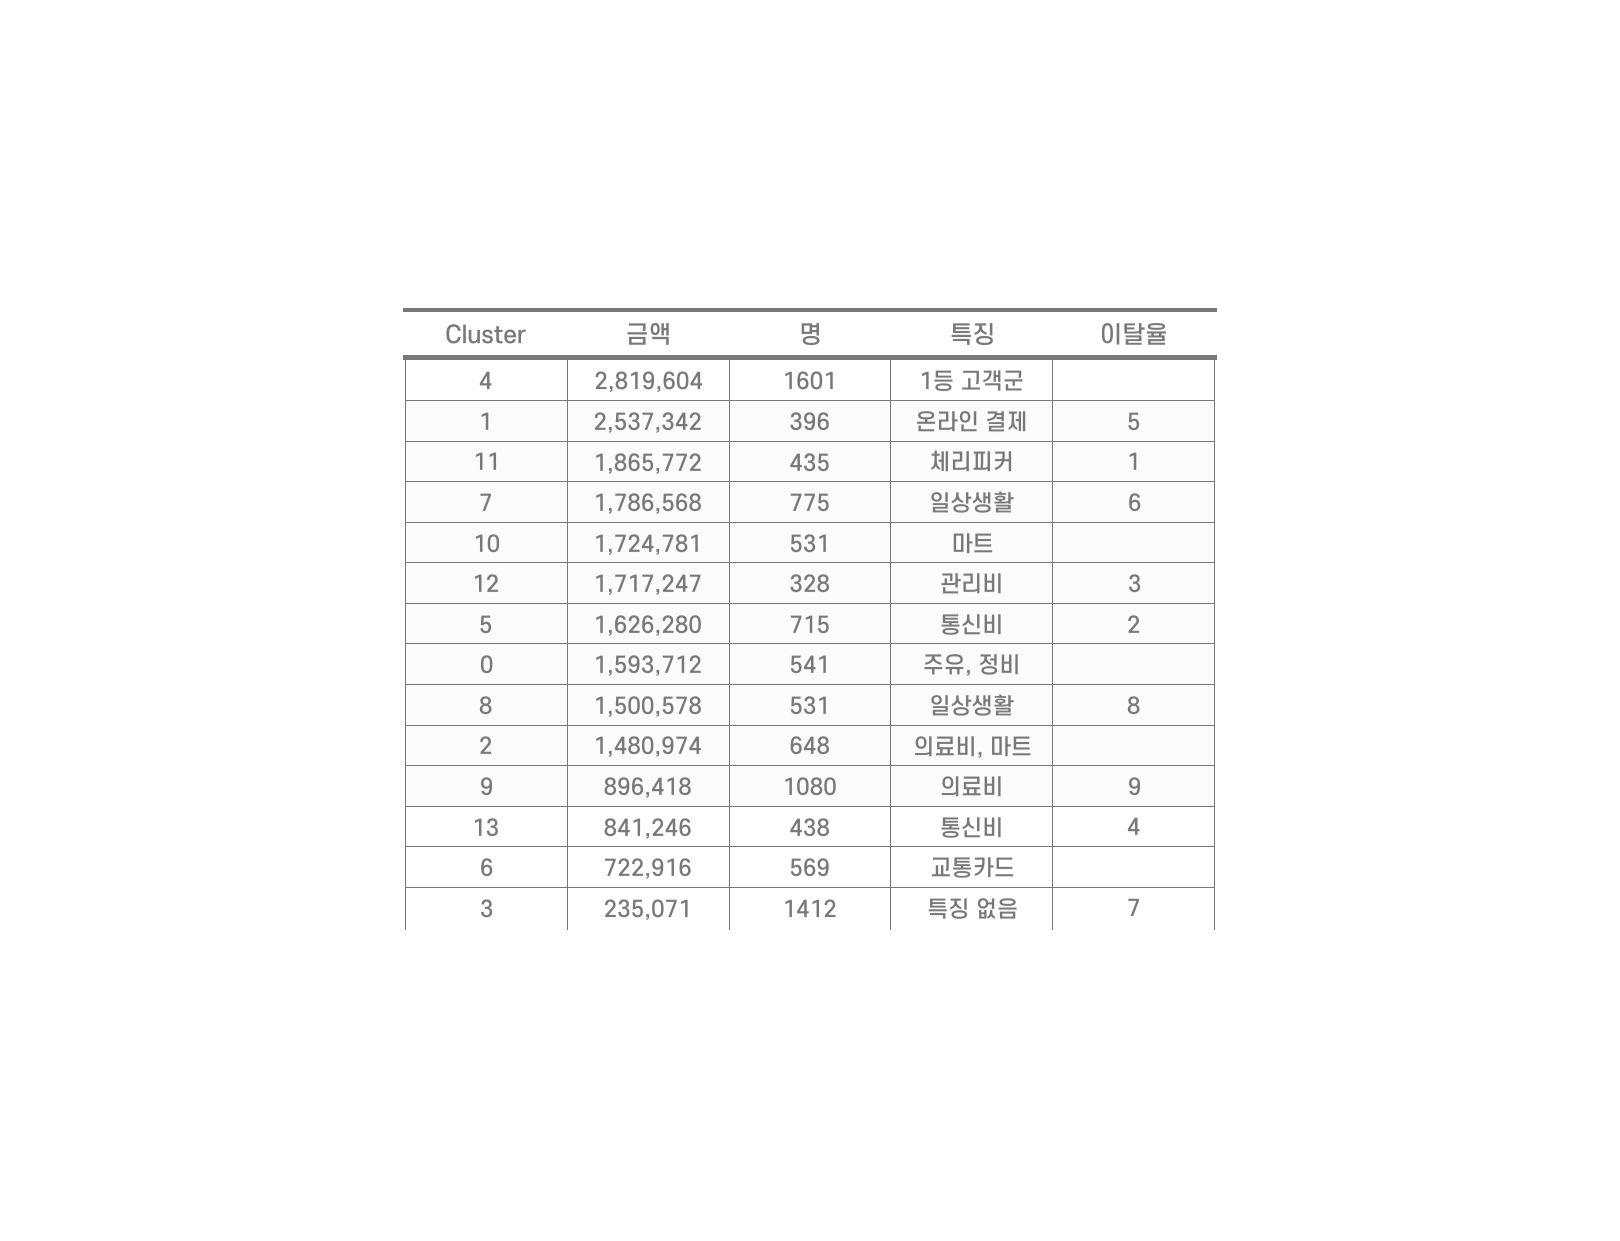 Cluster 금액 명 특징 이탈율
4 2,819,604 1601 1등 고객군
1 2,537,342 396 온라인 결제 5
11 1,865,772 435 체리피커 1
7 1,786,568 775 일상생활 6
10 1,724,781 531 마트
12 1,717,247 328 관리비 3
5 1,626,280 715 통신비 2
0 1,593,712 541 주유, 정비
8 1,500,578 531 일상생활 8
2 1,480,974 648 의료비, 마트
9 896,418 1080 의료비 9
13 841,246 438 통신비 4
6 722,916 569 교통카드
3 235,071 1412 특징 없음 7